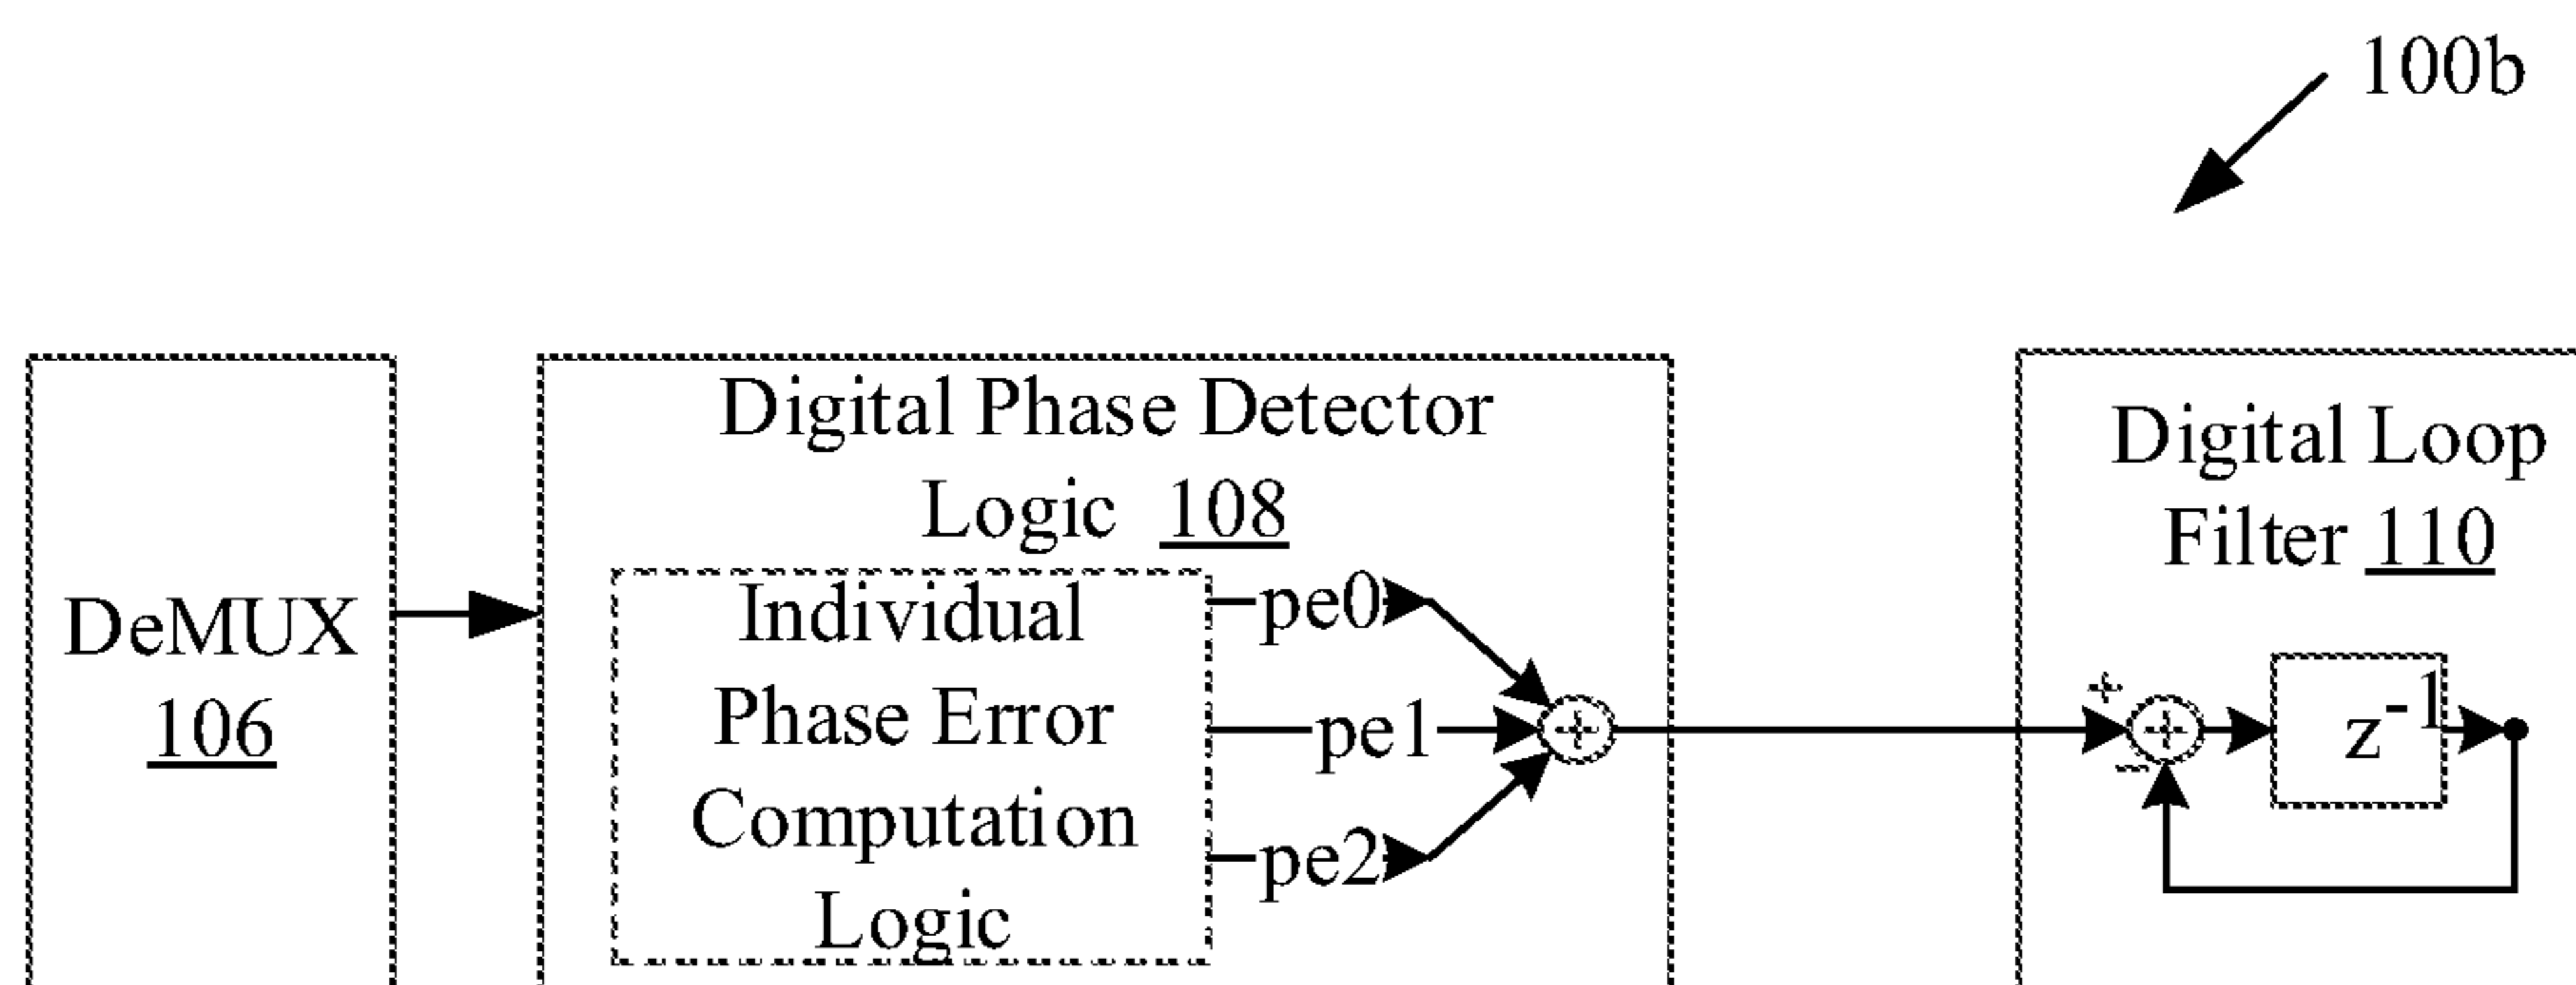 100b
DeMUX
106
Digital Phase Detector
Logic 108
Individual
Phase Error
Computation
Logic
pe0
pe1
pe2
+
Digital Loop
Filter 110
+
+
-
z-1